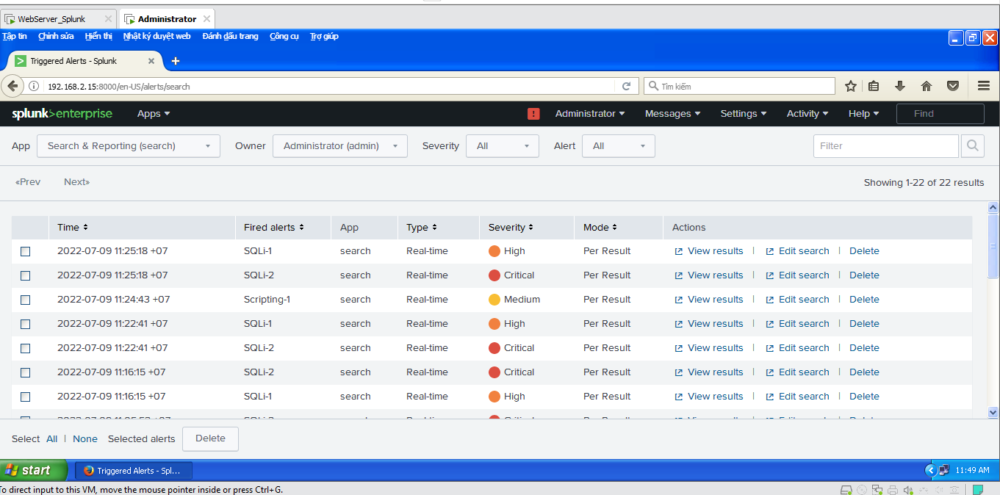 WebServer_Splunk Administrator
Tập tin Chỉnh sửa Hiển thị Nhật ký duyệt web Đánh dấu trang Công cụ Trợ giúp
Triggered Alerts - Splunk
192.168.2.15:8000/en-US/alerts/search Tìm kiếm
splunk>enterprise Apps Administrator Messages Settings Activity Help Find
App Search & Reporting (search) Owner Administrator (admin) Severity All Alert All Filter
«Prev Next» Showing 1-22 of 22 results
Time Fired alerts App Type Severity Mode Actions
2022-07-09 11:25:18 +07 SQLi-1 search Real-time High Per Result View results | Edit search | Delete
2022-07-09 11:25:18 +07 SQLi-2 search Real-time Critical Per Result View results | Edit search | Delete
2022-07-09 11:24:43 +07 Scripting-1 search Real-time Medium Per Result View results | Edit search | Delete
2022-07-09 11:22:41 +07 SQLi-1 search Real-time High Per Result View results | Edit search | Delete
2022-07-09 11:22:41 +07 SQLi-2 search Real-time Critical Per Result View results | Edit search | Delete
2022-07-09 11:16:15 +07 SQLi-2 search Real-time Critical Per Result View results | Edit search | Delete
2022-07-09 11:16:15 +07 SQLi-1 search Real-time High Per Result View results | Edit search | Delete
Select All | None Selected alerts Delete
start Triggered Alerts - Spl... 11:49 AM
To direct input to this VM, move the mouse pointer inside or press Ctrl+G.